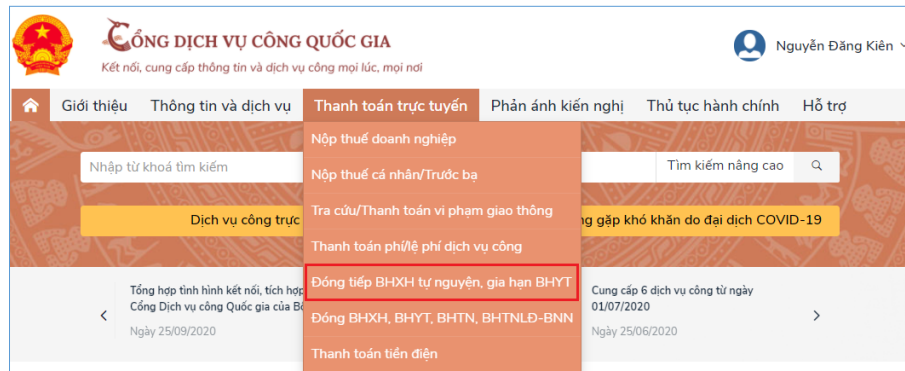 CỔNG DỊCH VỤ CÔNG QUỐC GIA
Kết nối, cung cấp thông tin và dịch vụ công mọi lúc, mọi nơi
Nguyễn Đăng Kiên
Giới thiệu Thông tin và dịch vụ Thanh toán trực tuyến Phản ánh kiến nghị Thủ tục hành chính Hỗ trợ
Nộp thuế doanh nghiệp
Nhập từ khoá tìm kiếm
Tìm kiếm nâng cao
Nộp thuế cá nhân/Trước bạ
Tra cứu/Thanh toán vi phạm giao thông
Dịch vụ công trực
gặp khó khăn do đại dịch COVID-19
Thanh toán phí/lệ phí dịch vụ công
Đóng tiếp BHXH tự nguyện, gia hạn BHYT
Đóng BHXH, BHYT, BHTN, BHTNLĐ-BNN
Thanh toán tiền điện
Tổng hợp tình hình kết nối, tích hợp
Cổng Dịch vụ công Quốc gia của
Ngày 25/09/2020
Cung cấp 6 dịch vụ công từ ngày
01/07/2020
Ngày 25/06/2020